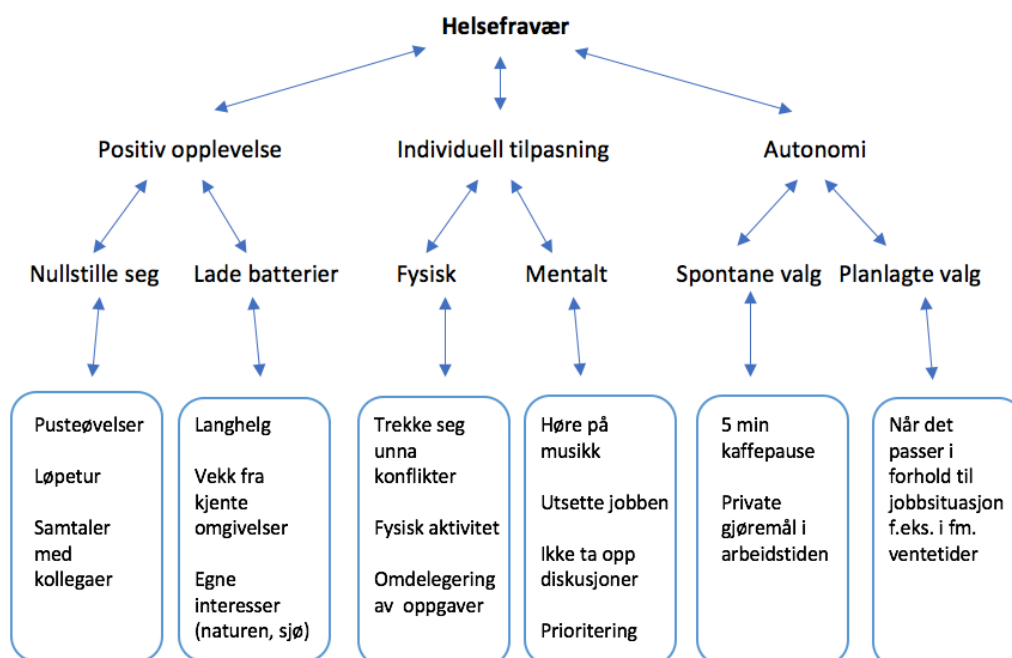 Helsefravær
Positiv opplevelse
Individuell tilpasning
Autonomi
Nullstille seg
Lade batterier
Fysisk
Mentalt
Spontane valg
Planlagte valg
Pusteøvelser
Løpetur
Samtaler
med
kollegaer
Langhelg
Vekk fra
kjente
omgivelser
Egne
interesser
(naturen, sjø)
Trekke seg
unna
konflikter
Fysisk aktivitet
Omdelegering
av oppgaver
Høre på
musikk
Utsette jobben
Ikke ta opp
diskusjoner
Prioritering
5 min
kaffepause
Private
gjøremål i
arbeidstiden
Når det
passer i
forhold til
jobbsituasjon
f.eks. i fm.
ventetider